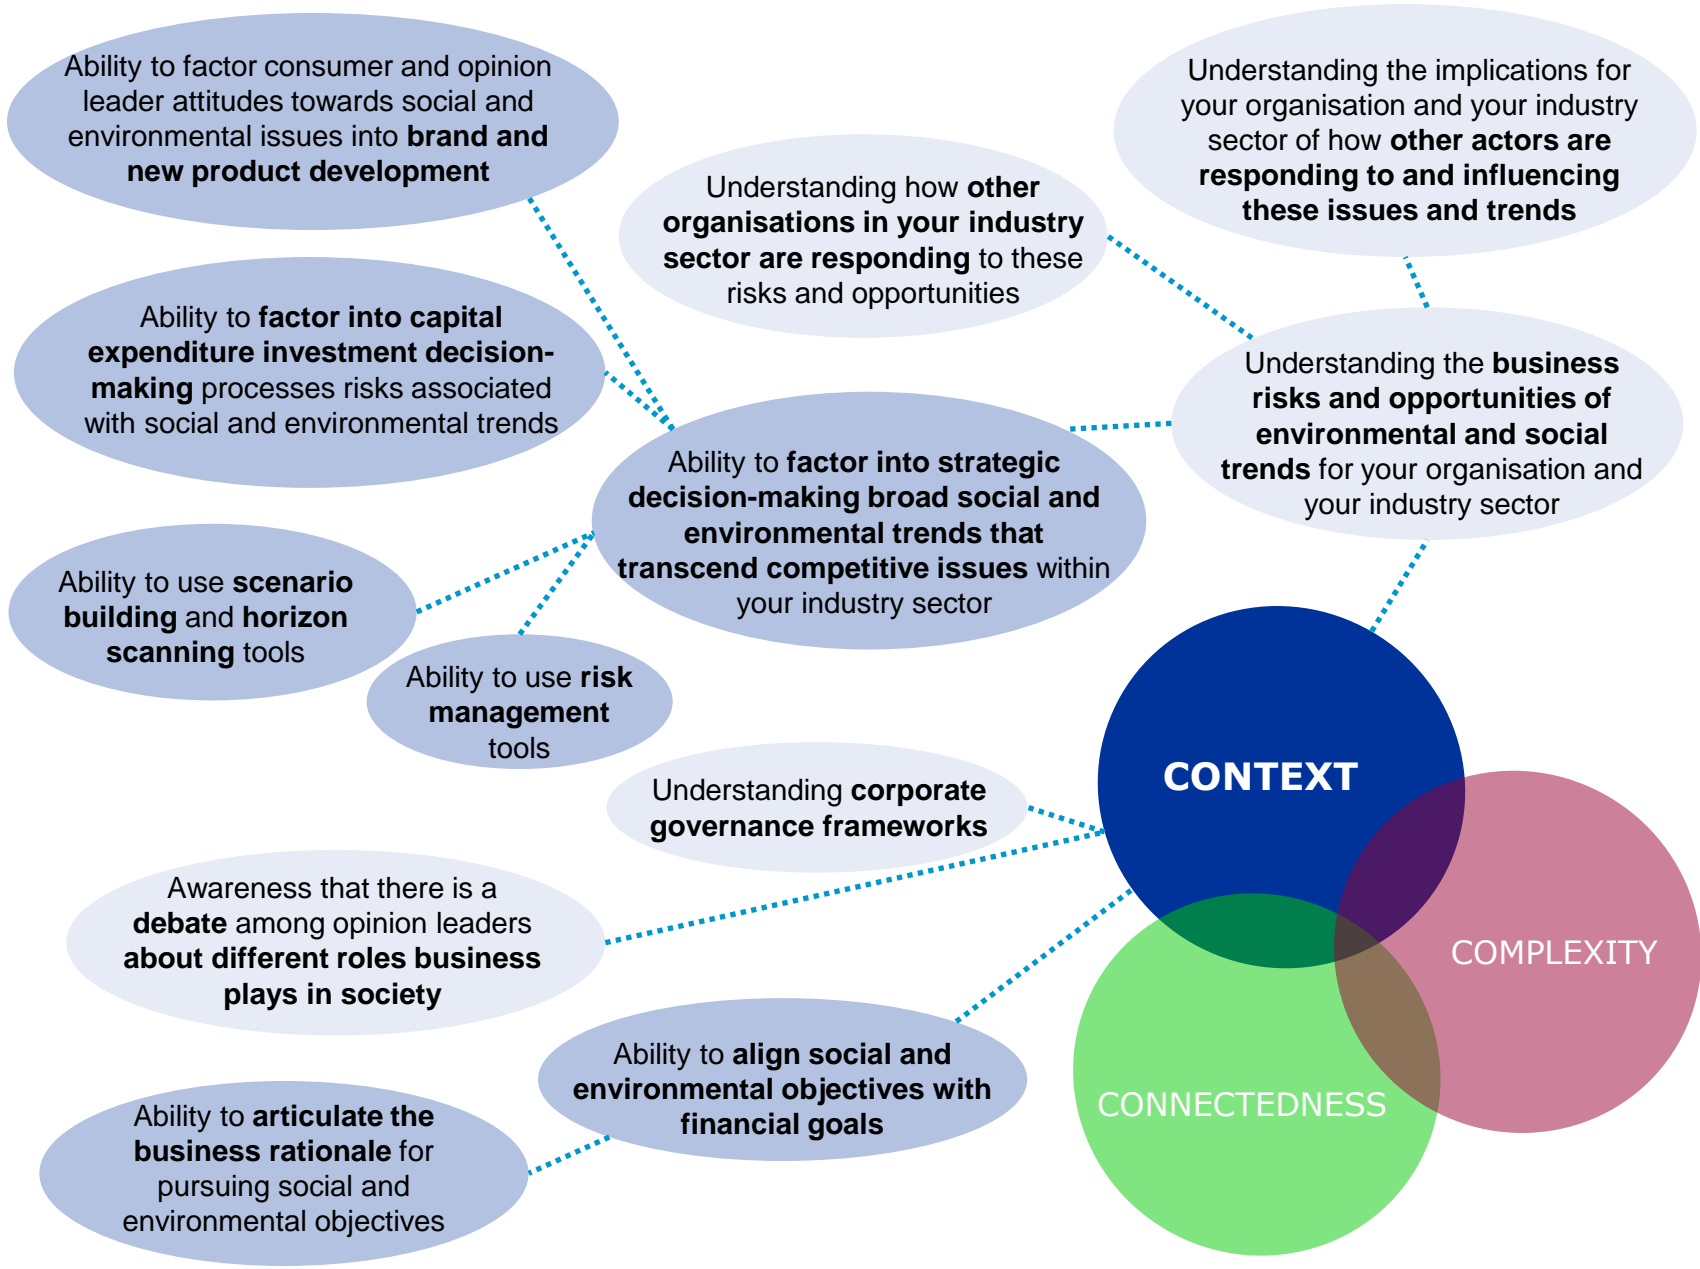 Ability to factor consumer and opinion
leader attitudes towards social and
environmental issues into brand and
new product development
Understanding the implications for
your organisation and your industry
sector of how other actors are
responding to and influencing
these issues and trends
Understanding how other
organisations in your industry
sector are responding to these
risks and opportunities
Ability to factor into capital
expenditure investment decision-
making processes risks associated
with social and environmental trends
Understanding the business
risks and opportunities of
environmental and social
trends for your organisation and
your industry sector
Ability to factor into strategic
decision-making broad social and
environmental trends that
transcend competitive issues within
your industry sector
Ability to use scenario
building and horizon
scanning tools
Ability to use risk
management
tools
CONTEXT
Understanding corporate
governance frameworks
Awareness that there is a
debate among opinion leaders
about different roles business
plays in society
COMPLEXITY
Ability to align social and
environmental objectives with
financial goals
CONNECTEDNESS
Ability to articulate the
business rationale for
pursuing social and
environmental objectives